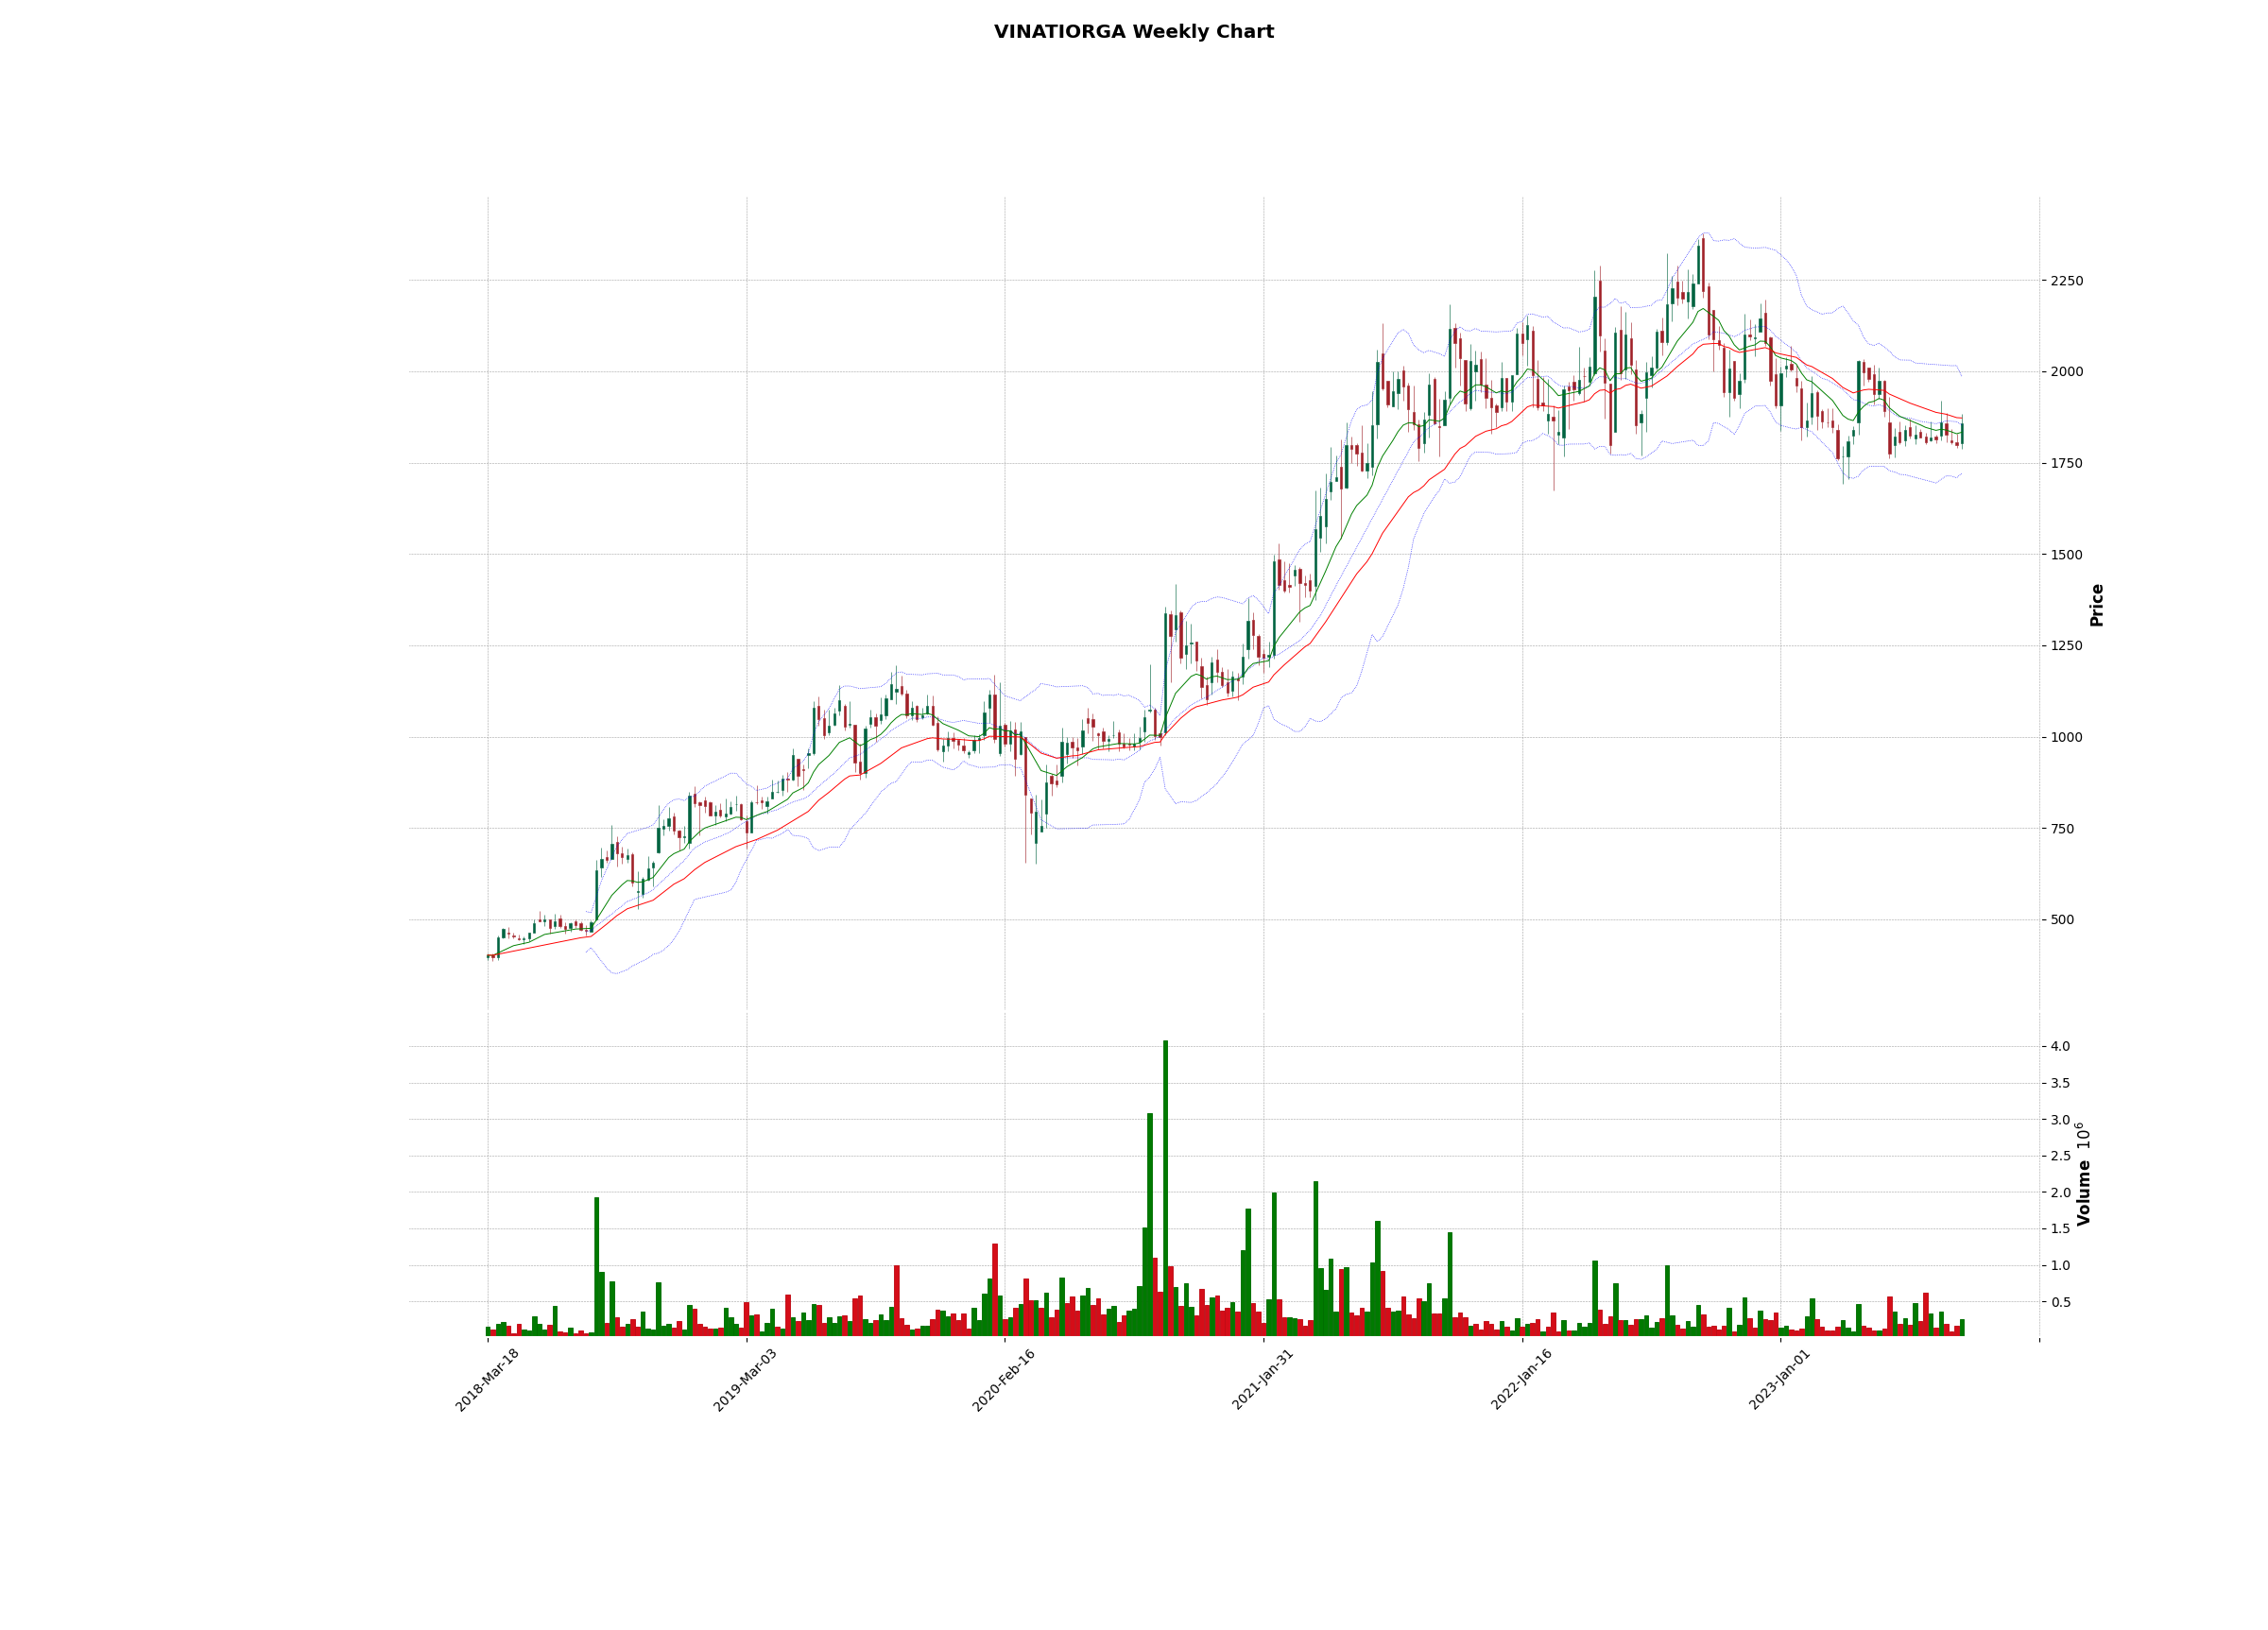 VINATIORGA Weekly Chart
2250
2000
1750
1500
1250
1000
750
500
Price
4.0
3.5
3.0
2.5
2.0
1.5
1.0
0.5
Volume 10⁶
2018-Mar-18
2019-Mar-03
2020-Feb-16
2021-Jan-31
2022-Jan-16
2023-Jan-01